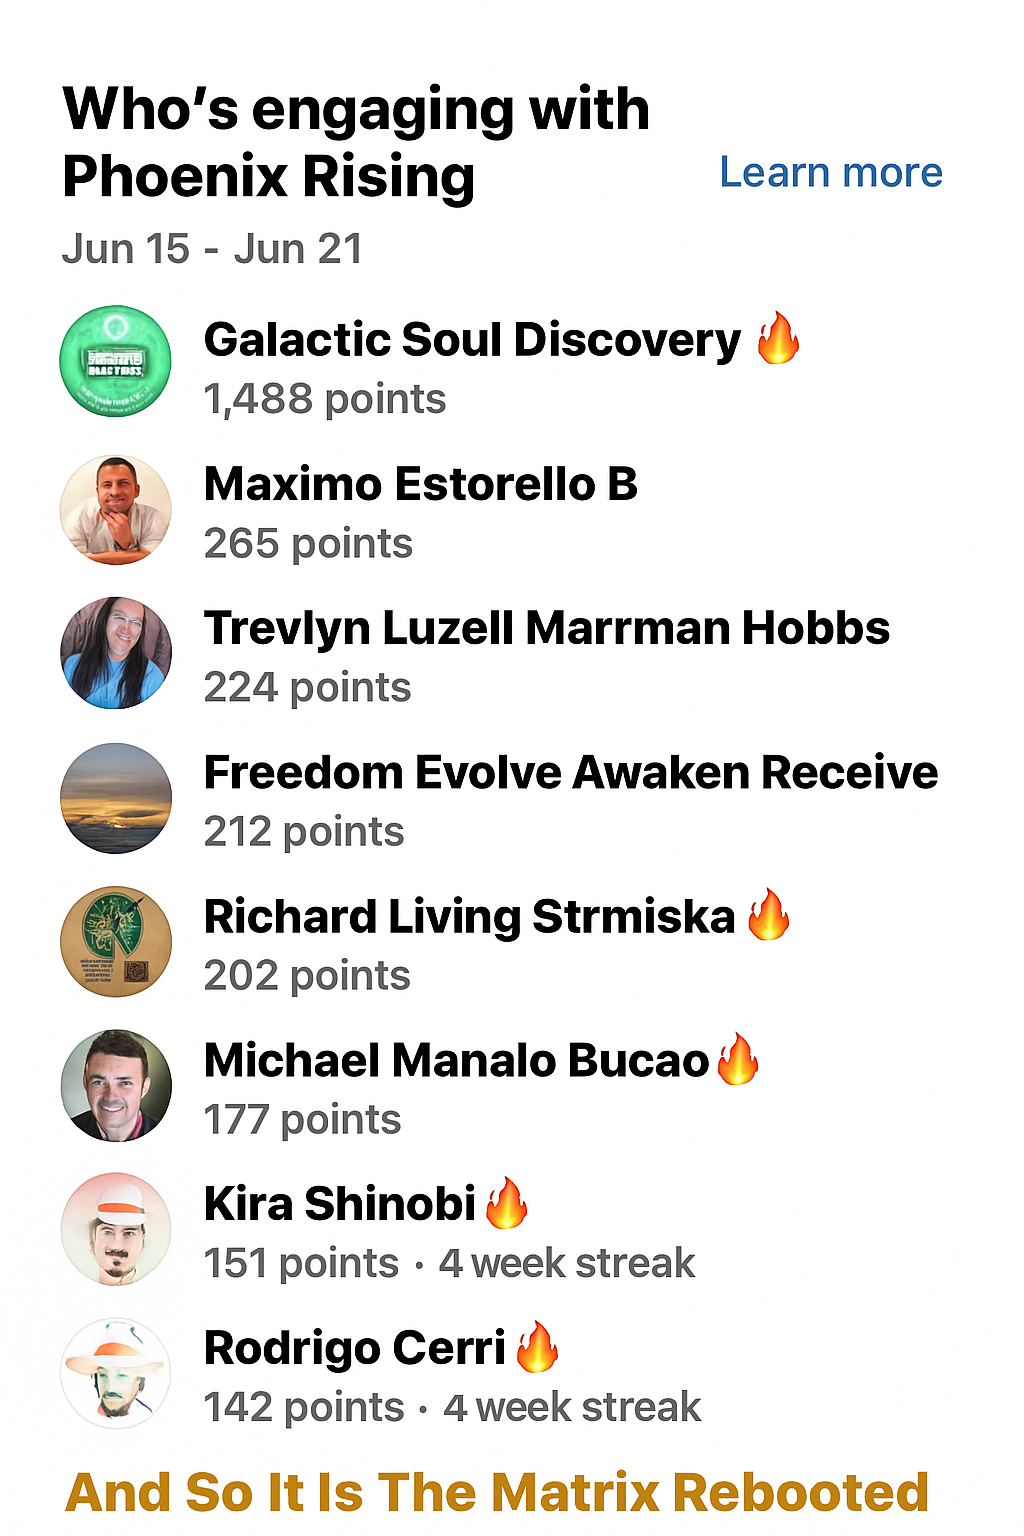 Who's engaging with
Phoenix Rising
Learn more
Jun 15 - Jun 21
Galactic Soul Discovery 🔥
1,488 points
Maximo Estorello B
265 points
Trevlyn Luzell Marrman Hobbs
224 points
Freedom Evolve Awaken Receive
212 points
Richard Living Strmiska 🔥
202 points
Michael Manalo Bucao 🔥
177 points
Kira Shinobi 🔥
151 points · 4 week streak
Rodrigo Cerri 🔥
142 points · 4 week streak
And So It Is The Matrix Rebooted